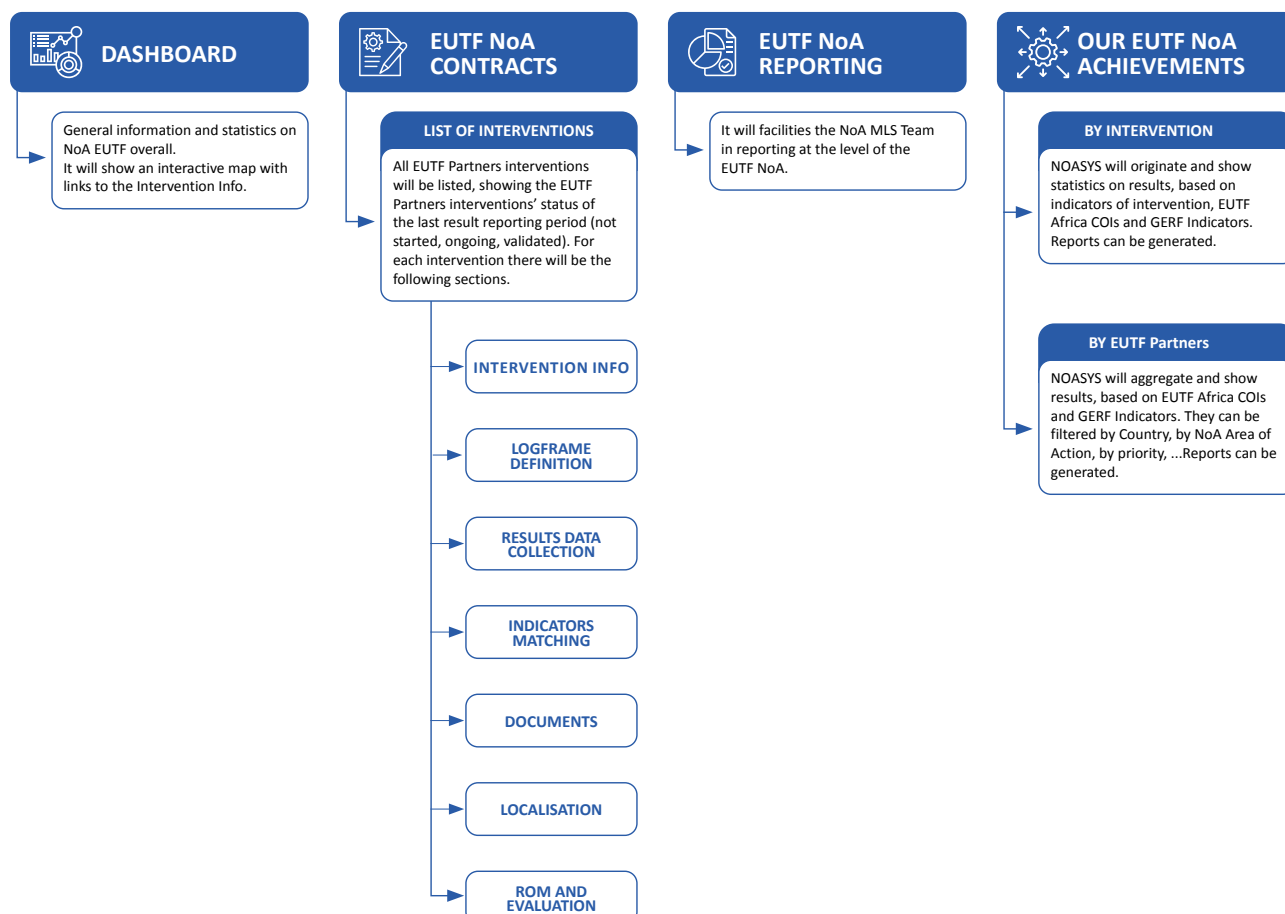 DASHBOARD
General information and statistics on
NoA EUTF overall.
It will show an interactive map with
links to the Intervention Info.
EUTF NoA
CONTRACTS
LIST OF INTERVENTIONS
All EUTF Partners interventions
will be listed, showing the EUTF
Partners interventions’ status of
the last result reporting period (not
started, ongoing, validated). For
each intervention there will be the
following sections.
INTERVENTION INFO
LOGFRAME
DEFINITION
RESULTS DATA
COLLECTION
INDICATORS
MATCHING
DOCUMENTS
LOCALISATION
ROM AND
EVALUATION
EUTF NoA
REPORTING
It will facilities the NoA MLS Team
in reporting at the level of the
EUTF NoA.
OUR EUTF NoA
ACHIEVEMENTS
BY INTERVENTION
NOASYS will originate and show
statistics on results, based on
indicators of intervention, EUTF
Africa COIs and GERF Indicators.
Reports can be generated.
BY EUTF Partners
NOASYS will aggregate and show
results, based on EUTF Africa COIs
and GERF Indicators. They can be
filtered by Country, by NoA Area of
Action, by priority, ...Reports can be
generated.